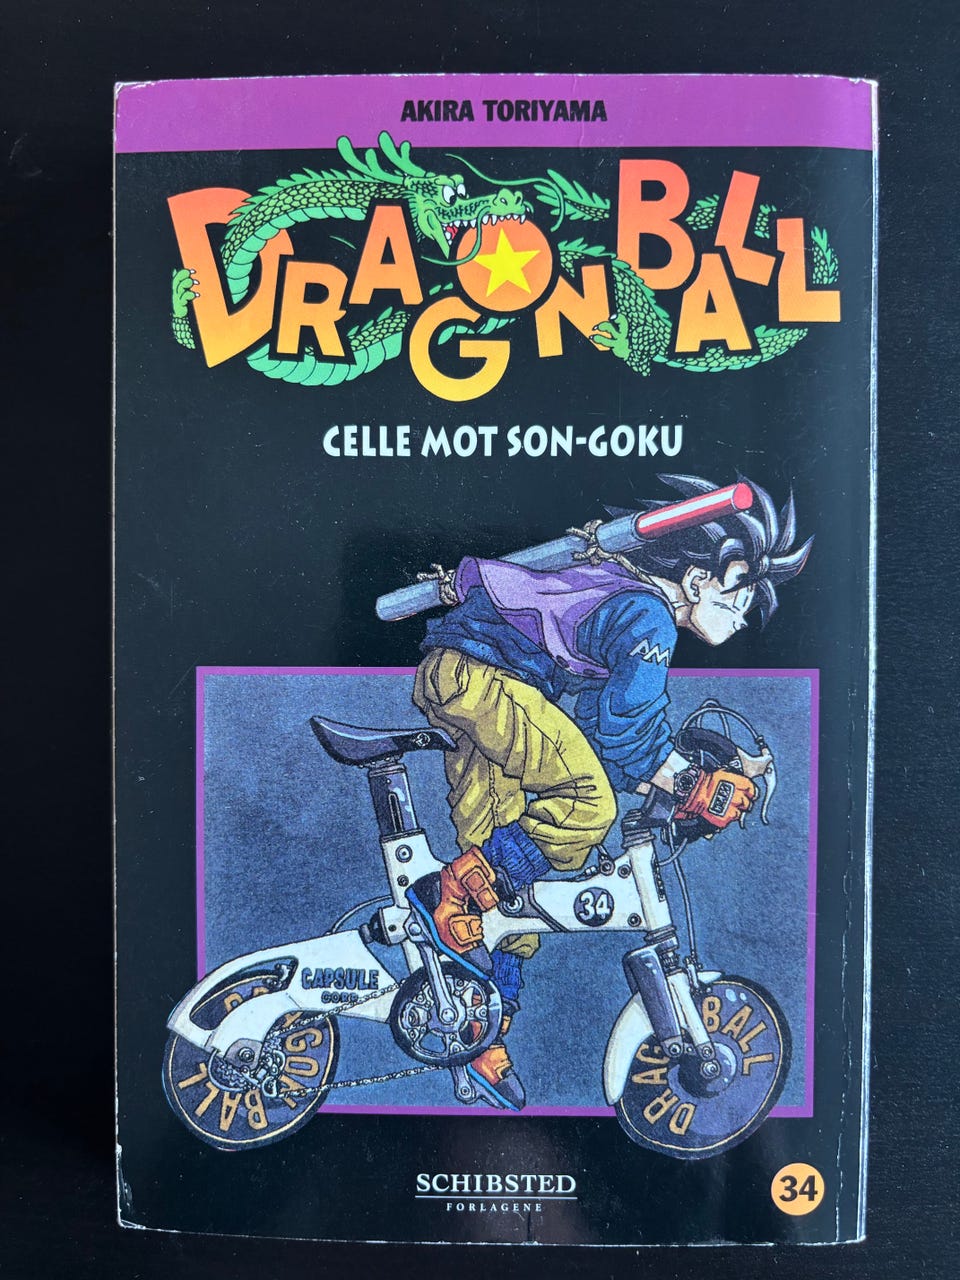 AKIRA TORIYAMA
DRAGON BALL
CELLE MOT SON-GOKU
34
CAPSULE
CORP.
DRAGON BALL
DRAGON BALL
SCHIBSTED
FORLAGENE
34